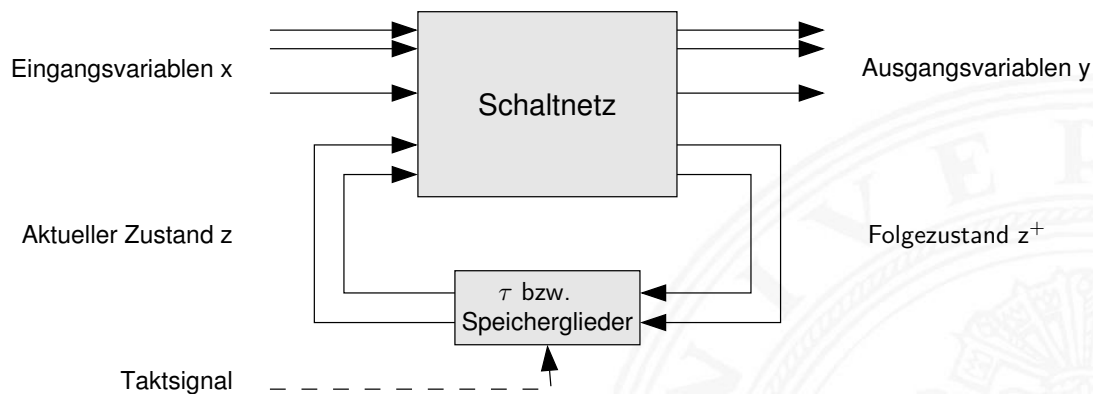 Eingangsvariablen x
Schaltnetz
Ausgangsvariablen y
Aktueller Zustand z
Folgezustand z⁺
τ bzw.
Speicherglieder
Taktsignal